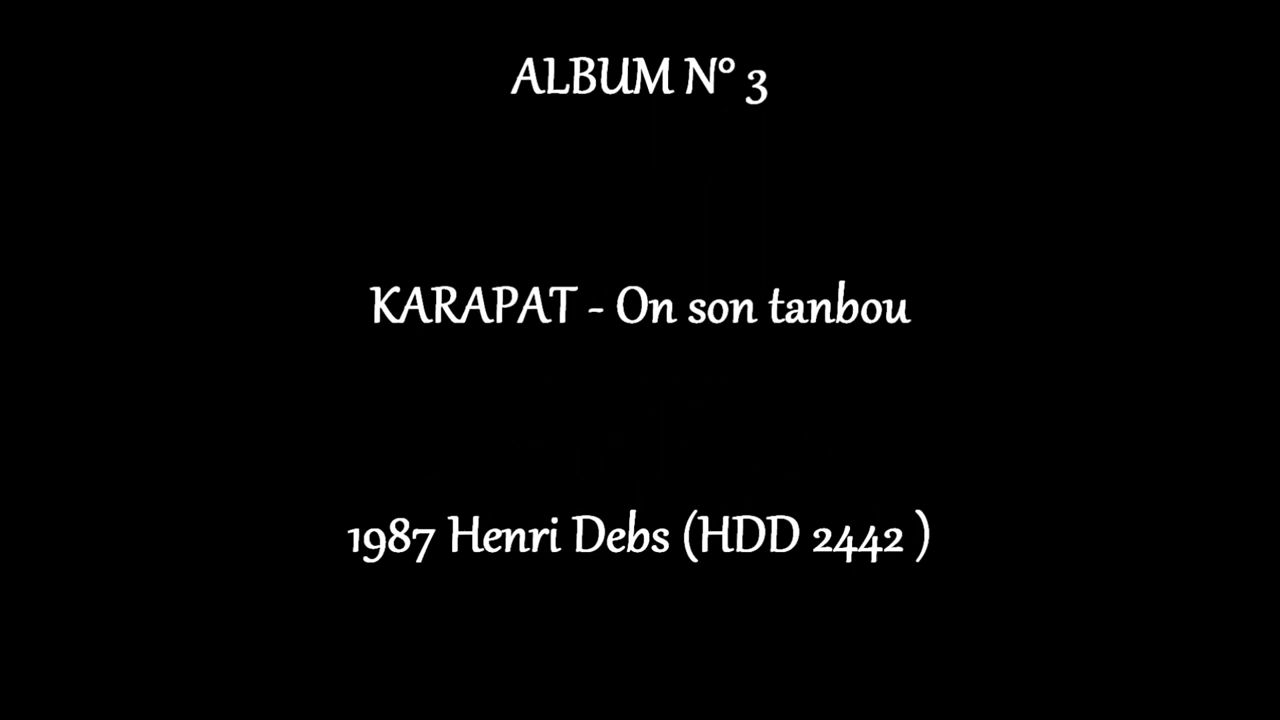 ALBUM N° 3
KARAPAT - On son tanbou
1987 Henri Debs (HDD 2442 )